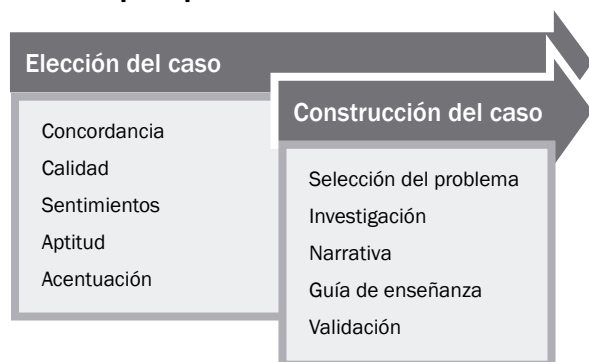 Elección del caso
Concordancia
Calidad
Sentimientos
Aptitud
Acentuación
Construcción del caso
Selección del problema
Investigación
Narrativa
Guía de enseñanza
Validación